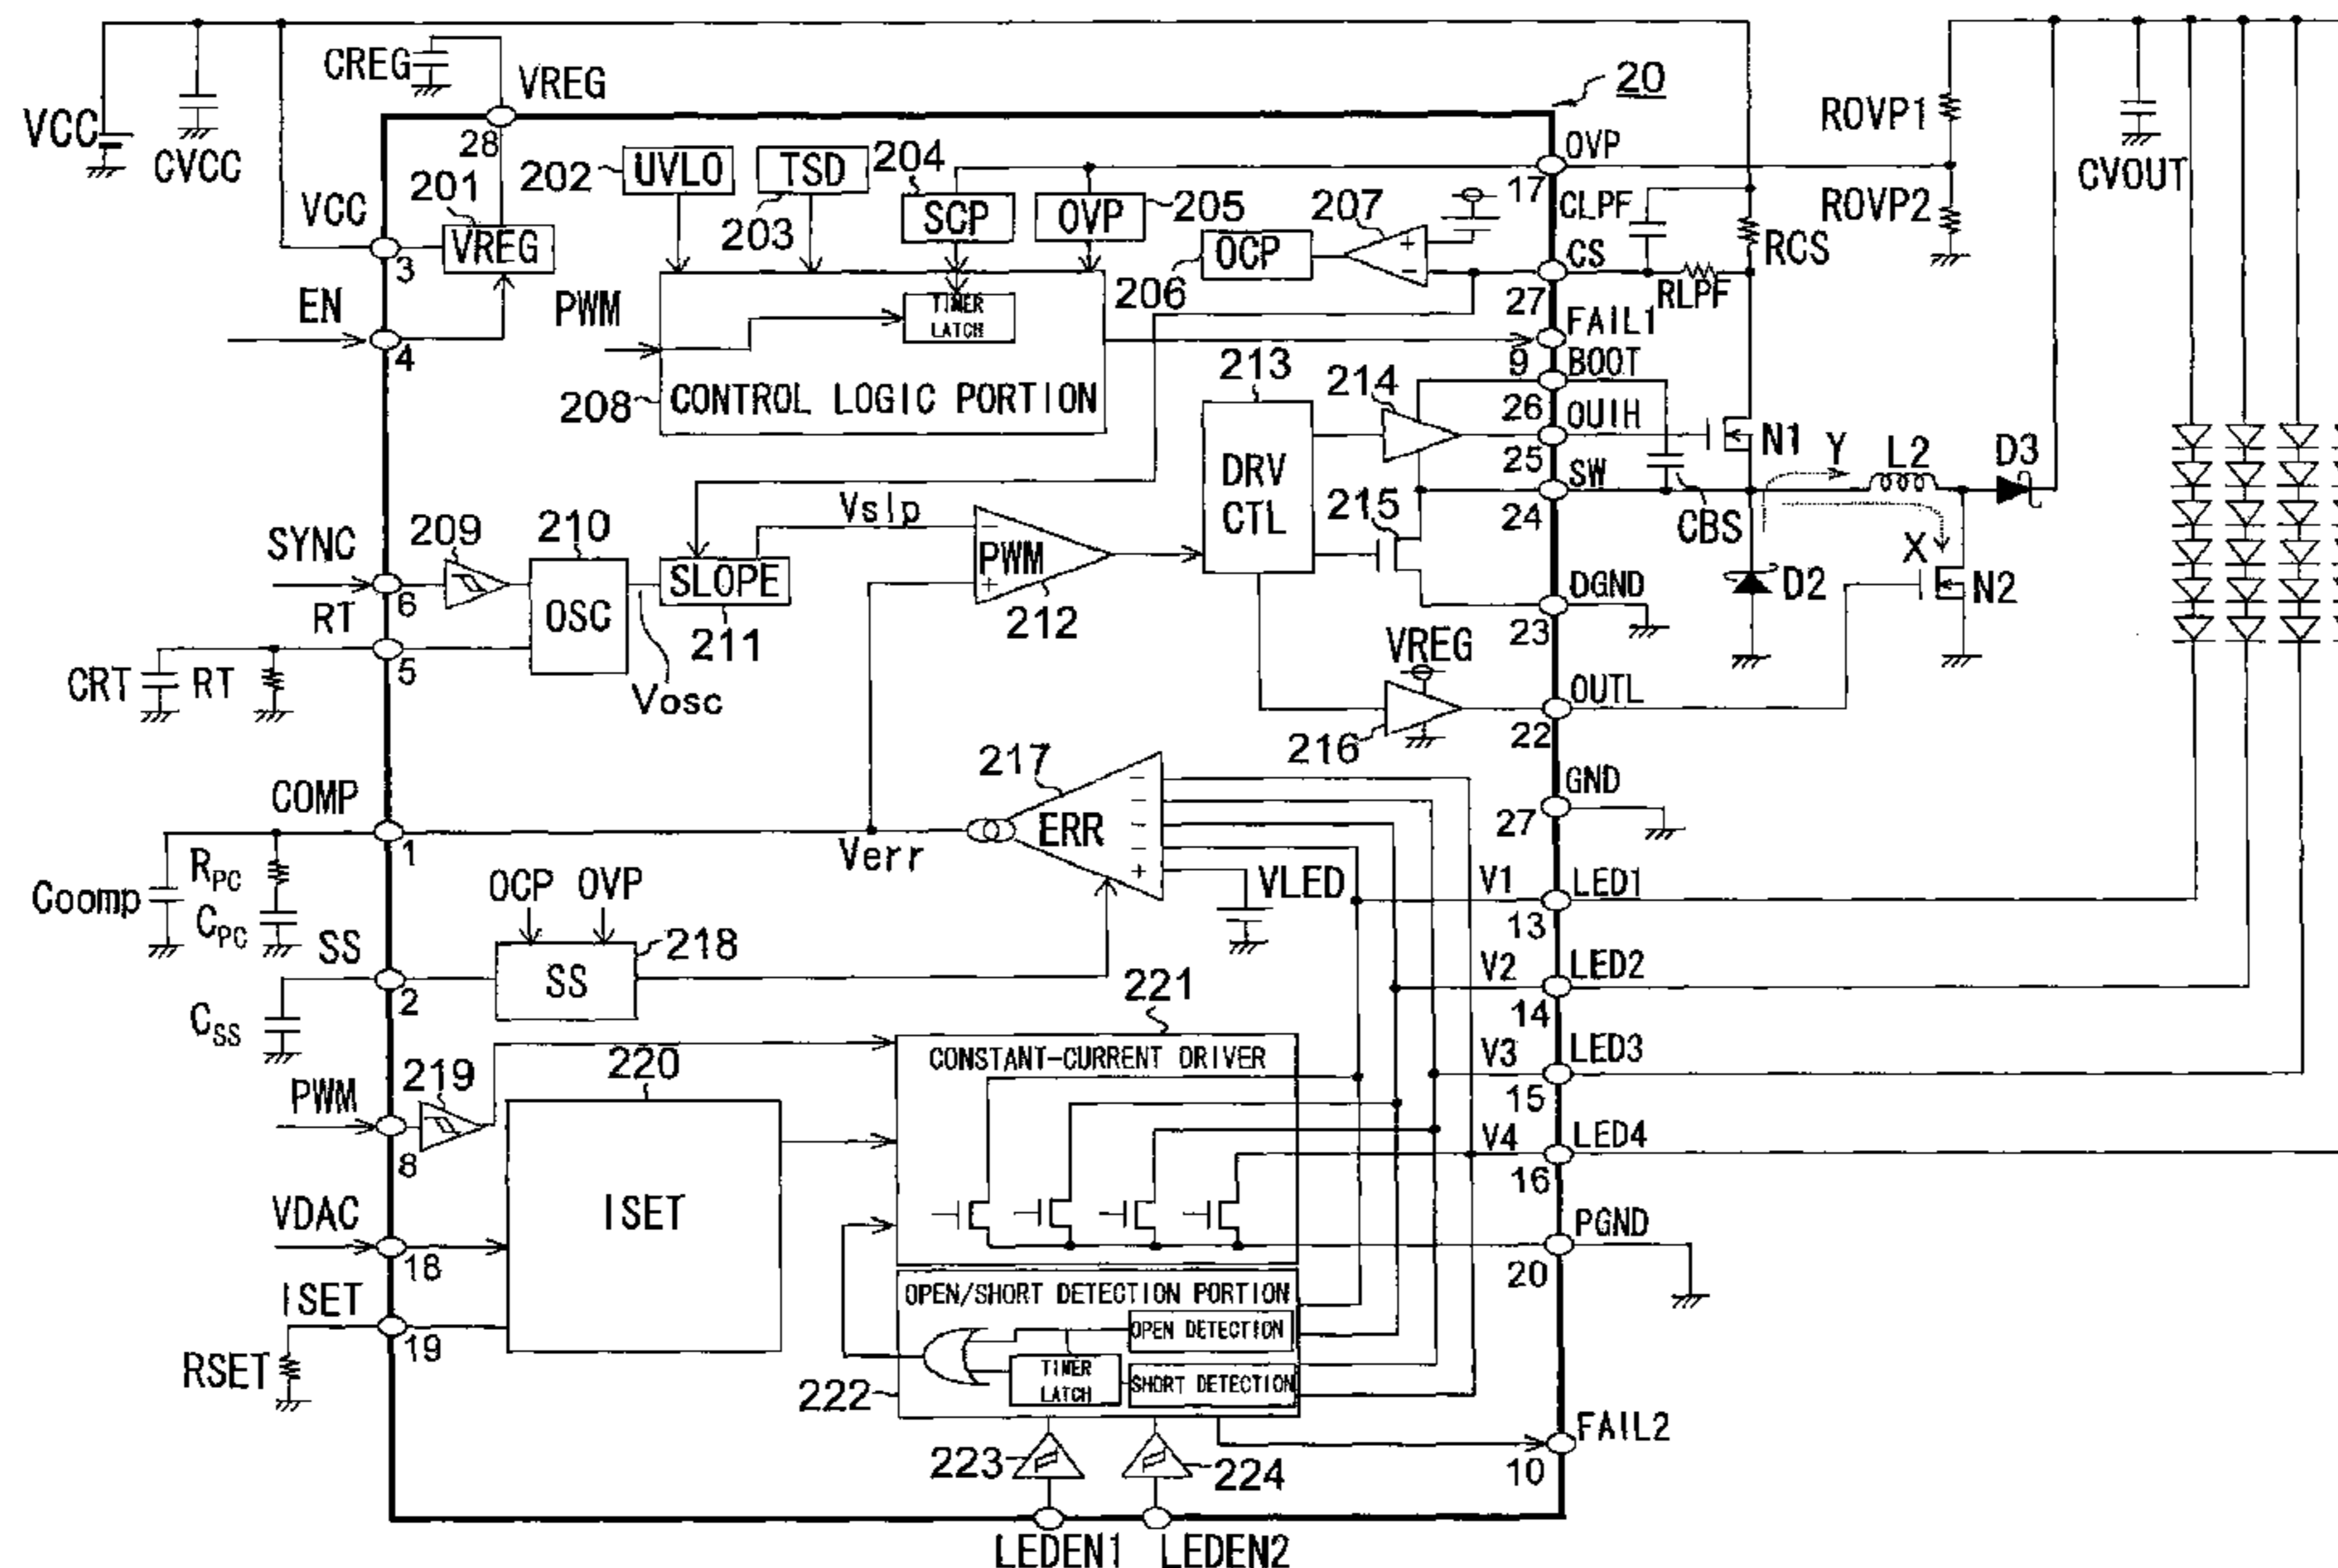 CREG
VREG
28
20
VCC
CVCC
VCC
3
201
VREG
202
UVLO
TSD
203
204
SCP
OVP
205
OVP
17
ROVP1
ROVP2
CVOUT
207
206
OCP
CLPF
CS
27
RLPF
RCS
EN
4
PWM
TIMER
LATCH
FAIL1
9
208
CONTROL LOGIC PORTION
BOOT
26
213
DRV
CTL
214
OUIH
25
N1
Y
L2
D3
SW
24
CBS
215
X
N2
D2
SYNC
6
209
210
OSC
SLOPE
211
Vslp
PWM
212
RT
5
CRT
RT
Vosc
DGND
23
VREG
216
OUTL
22
COMP
1
217
ERR
Verr
GND
27
RPC
CPC
Coomp
OCP
OVP
VLED
V1
LED1
13
SS
2
SS
218
CSS
V2
LED2
14
221
CONSTANT-CURRENT DRIVER
V3
LED3
15
PWM
8
219
220
ISET
V4
LED4
16
VDAC
18
PGND
20
ISET
19
RSET
OPEN/SHORT DETECTION PORTION
OPEN DETECTION
TIMER
LATCH
SHORT DETECTION
222
FAIL2
10
223
224
LEDEN1
LEDEN2